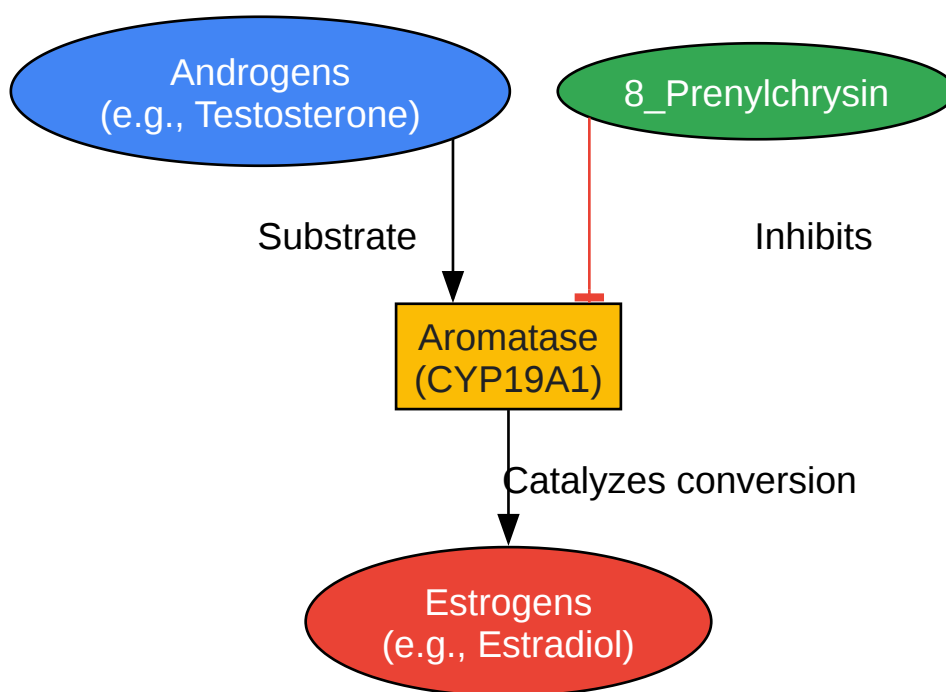 Androgens
(e.g., Testosterone)
8_Prenylchrysin
Substrate
Inhibits
Aromatase
(CYP19A1)
Catalyzes conversion
Estrogens
(e.g., Estradiol)